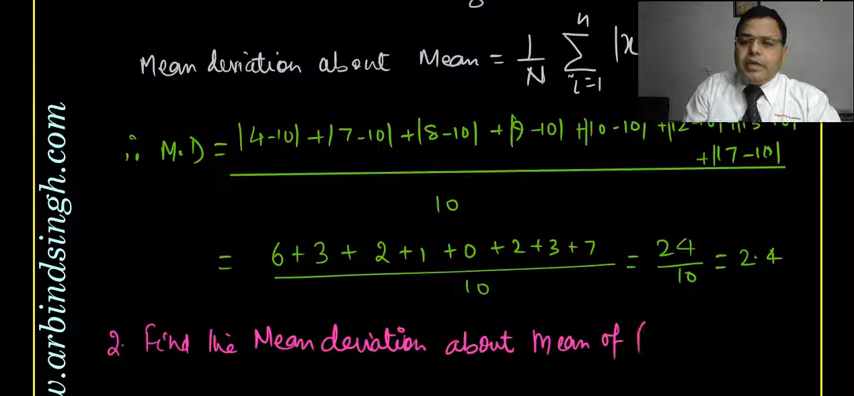 Mean deviation about Mean = 1/N n Σ i=1 |x
∴ M.D = |4-10| + |7-10| + |8-10| + |9-10| + |10-10| + |12-10| + |13-10|
+ |17-10|
10
= 6+3+2+1+0+2+3+7 / 10 = 24/10 = 2.4
2. Find the Mean deviation about mean of (
w.arbindsingh.com